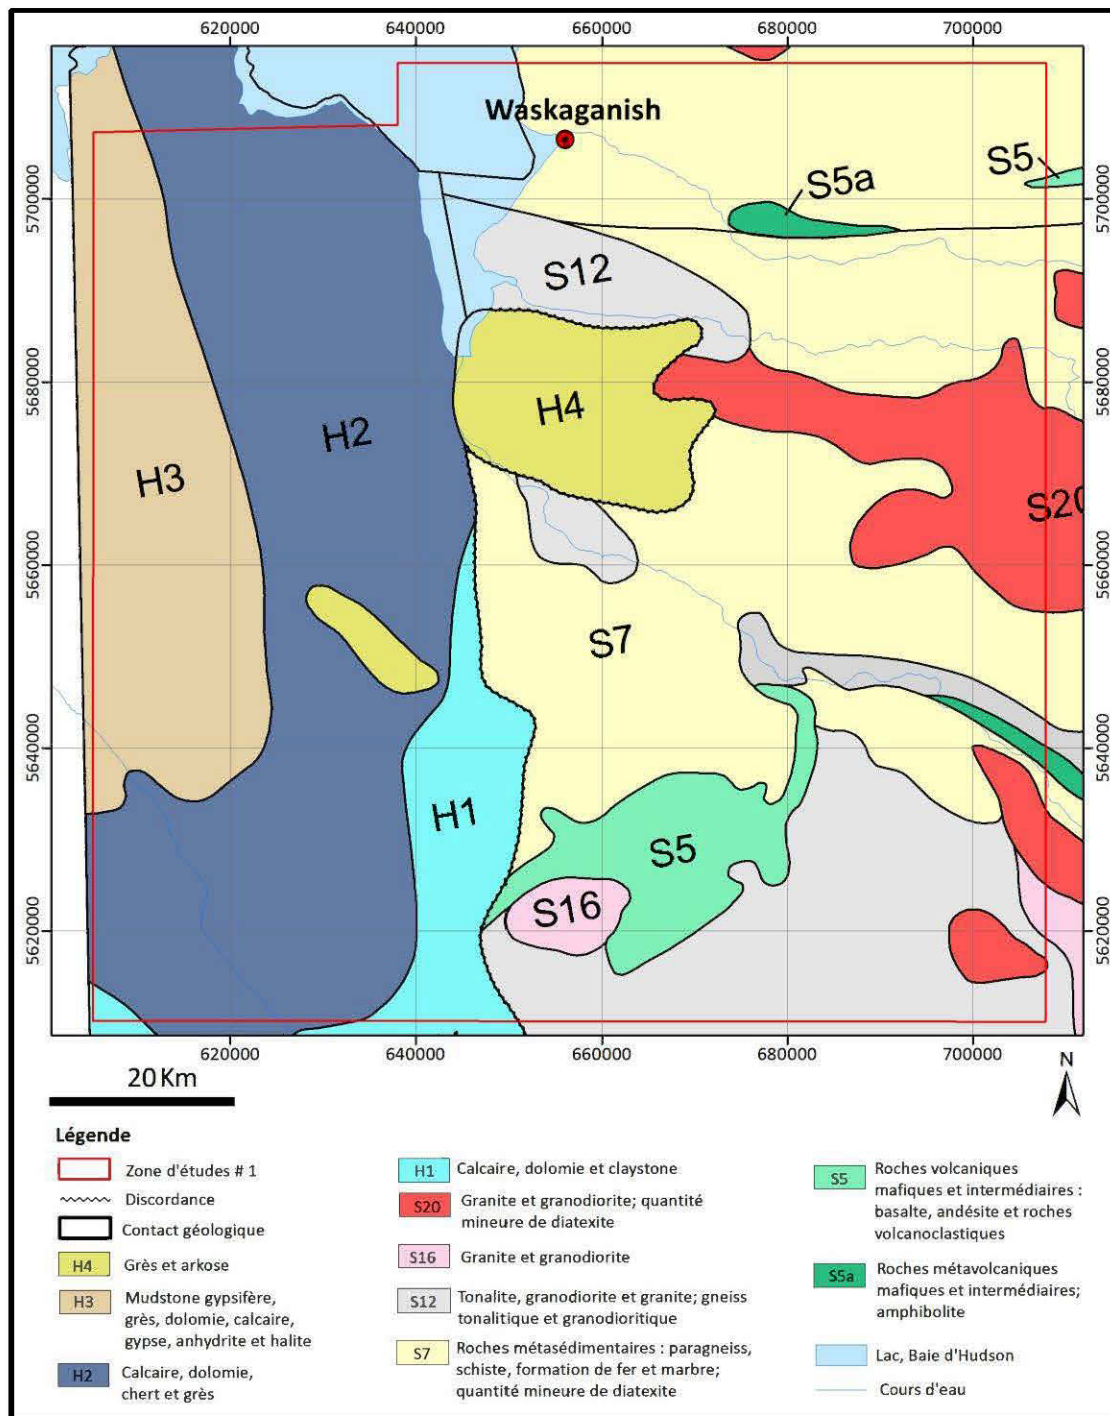 620000 640000 660000 680000 700000
Waskaganish
S5
S5a
5700000 5700000
S12
5680000 5680000
H4
H2
H3
S20
5660000 5660000
S7
5640000 5640000
H1
S5
S16
5620000 5620000
620000 640000 660000 680000 700000
20 Km
N
Légende
Zone d'études # 1
Discordance
Contact géologique
H4 Grès et arkose
H3 Mudstone gypsifère,
grès, dolomie, calcaire,
gypse, anhydrite et halite
H2 Calcaire, dolomie,
chert et grès
H1 Calcaire, dolomie et claystone
S20 Granite et granodiorite; quantité
mineure de diatexite
S16 Granite et granodiorite
S12 Tonalite, granodiorite et granite; gneiss
tonalitique et granodioritique
S7 Roches métasédimentaires : paragneiss,
schiste, formation de fer et marbre;
quantité mineure de diatexite
S5 Roches volcaniques
mafiques et intermédiaires :
basalte, andésite et roches
volcanoclastiques
S5a Roches métavolcaniques
mafiques et intermédiaires;
amphibolite
Lac, Baie d'Hudson
Cours d'eau